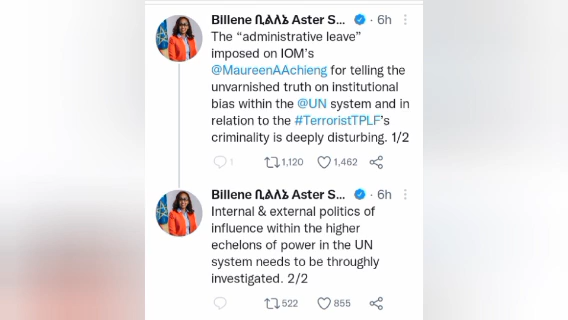 Billene ቢልለኔ Aster S... · 6h
The “administrative leave”
imposed on IOM’s
@MaureenAAchieng for telling the
unvarnished truth on institutional
bias within the @UN system and in
relation to the #TerroristTPLF’s
criminality is deeply disturbing. 1/2
1 1,120 1,462
Billene ቢልለኔ Aster S... · 6h
Internal & external politics of
influence within the higher
echelons of power in the UN
system needs to be throughly
investigated. 2/2
522 855